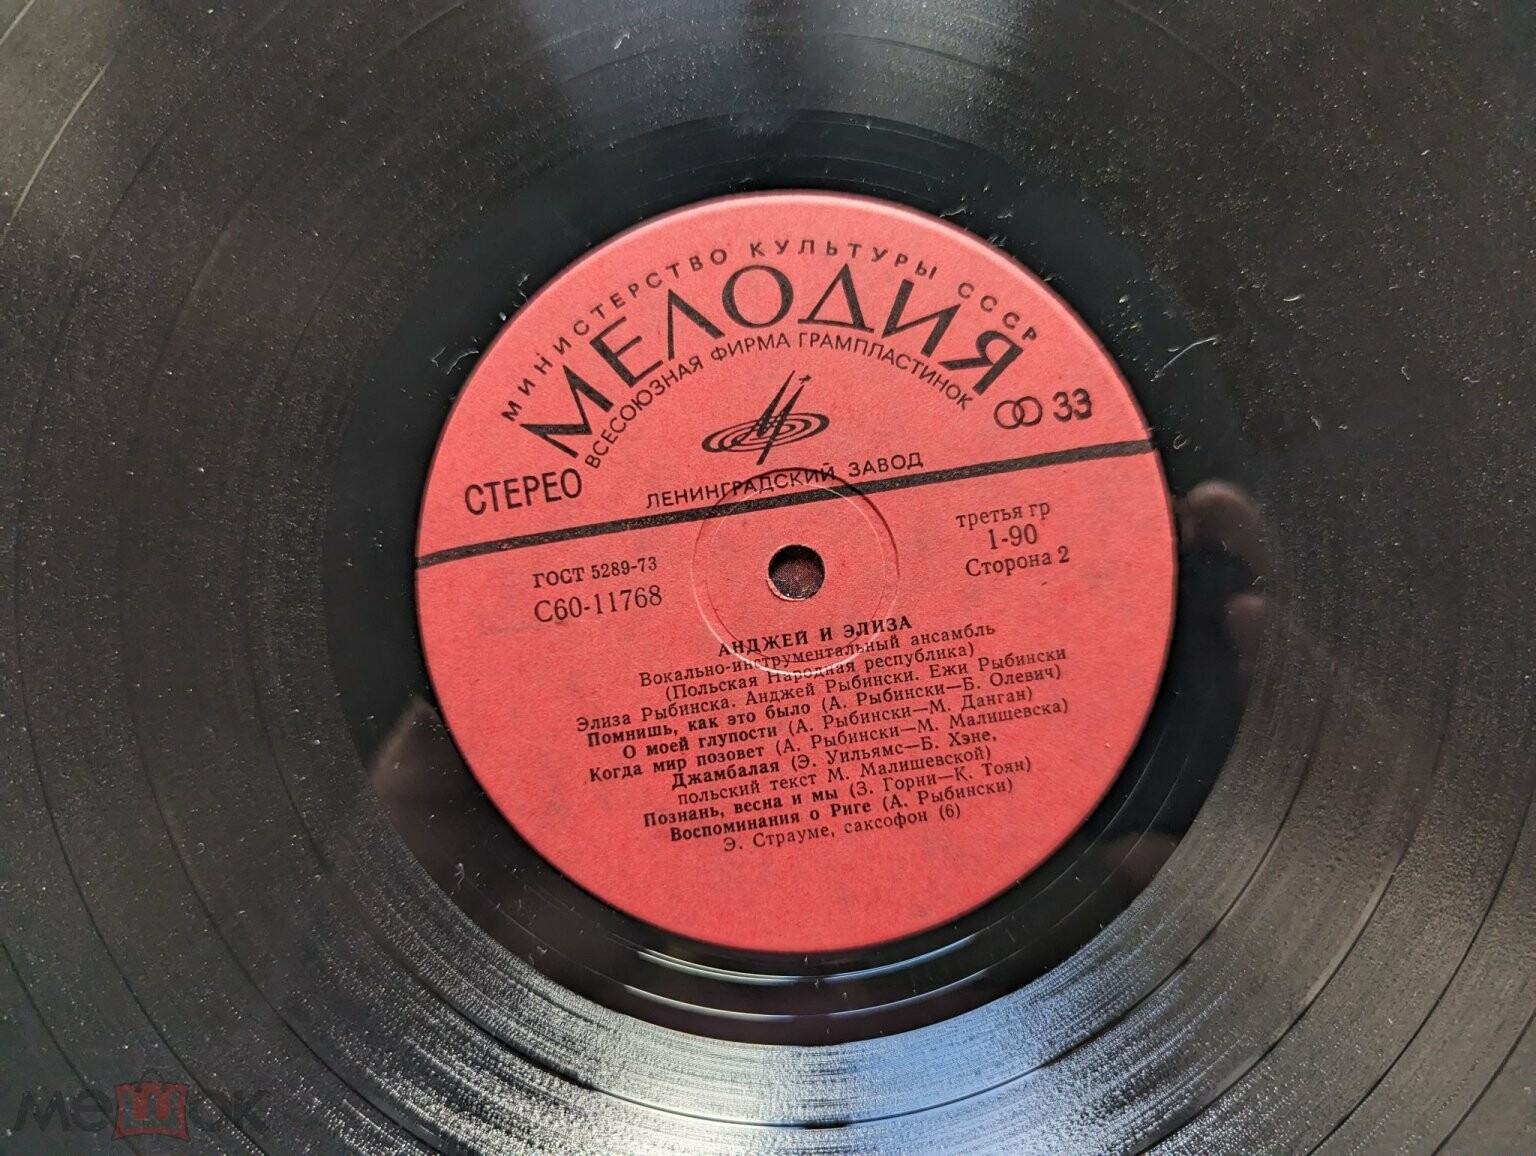 МИНИСТЕРСТВО КУЛЬТУРЫ СССР
МЕЛОДИЯ
ВСЕСОЮЗНАЯ ФИРМА ГРАМПЛАСТИНОК
33
СТЕРЕО
ЛЕНИНГРАДСКИЙ ЗАВОД
ГОСТ 5289-73
С60-11768
третья гр
1-90
Сторона 2
АНДЖЕЙ И ЭЛИЗА
Вокально-инструментальный ансамбль
(Польская Народная республика)
Элиза Рыбинска. Анджей Рыбински. Ежи Рыбински
Помнишь, как это было (А. Рыбински—Б. Олевич)
О моей глупости (А. Рыбински—М. Данган)
Когда мир позовет (А. Рыбински—М. Малишевска)
Джамбалая (Э. Уильямс—Б. Хэне,
польский текст М. Малишевской)
Познань, весна и мы (З. Горни—К. Тоян)
Воспоминания о Риге (А. Рыбински)
Э. Страуме, саксофон (6)
мешок